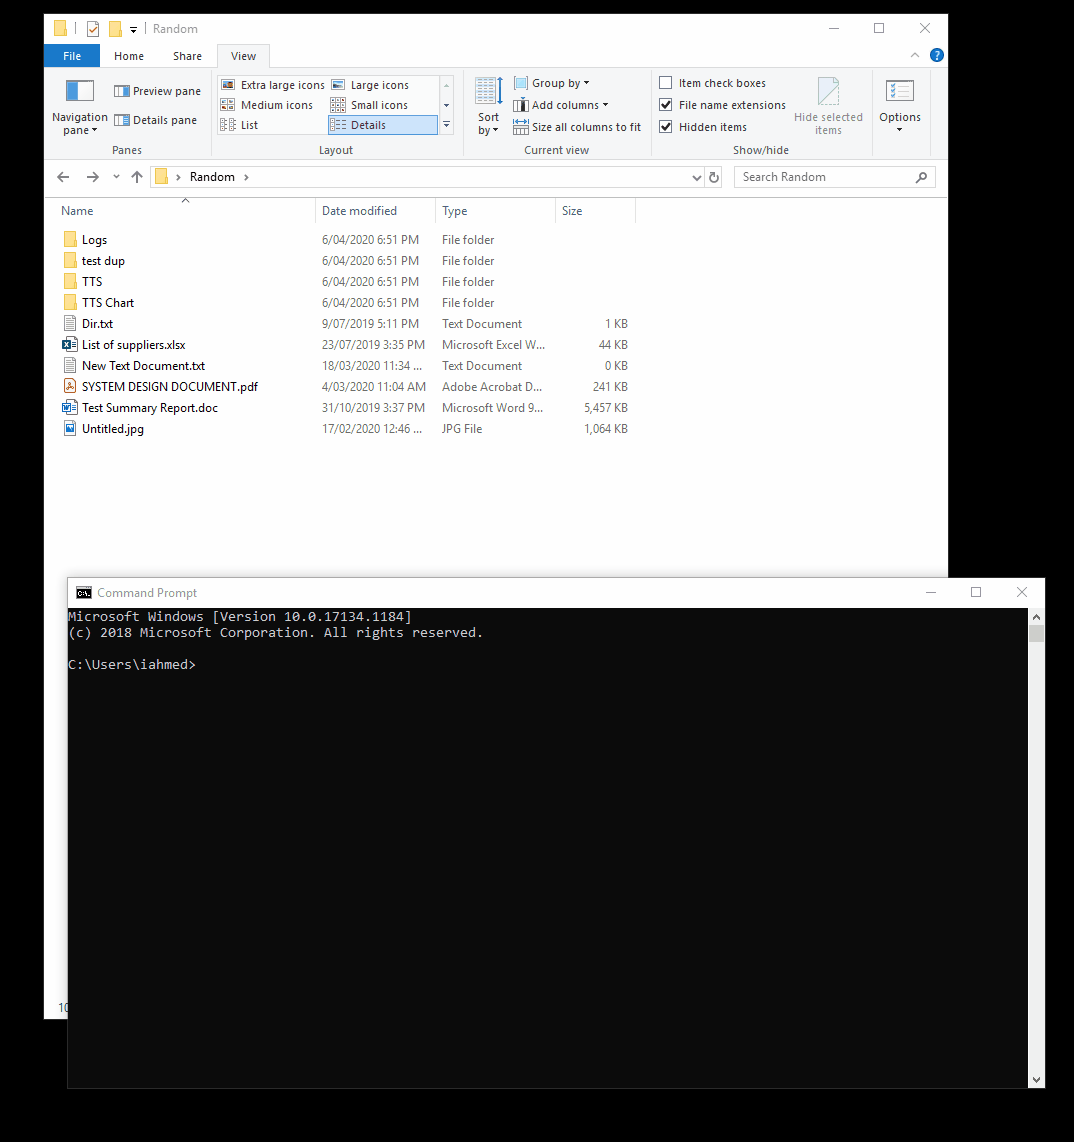 Random
File Home Share View
Navigation pane
Preview pane
Details pane
Panes
Extra large icons Large icons
Medium icons Small icons
List Details
Layout
Sort by
Group by
Add columns
Size all columns to fit
Current view
Item check boxes
File name extensions
Hidden items
Hide selected items
Show/hide
Options
Random
Search Random
Name Date modified Type Size
Logs 6/04/2020 6:51 PM File folder
test dup 6/04/2020 6:51 PM File folder
TTS 6/04/2020 6:51 PM File folder
TTS Chart 6/04/2020 6:51 PM File folder
Dir.txt 9/07/2019 5:11 PM Text Document 1 KB
List of suppliers.xlsx 23/07/2019 3:35 PM Microsoft Excel W... 44 KB
New Text Document.txt 18/03/2020 11:34 ... Text Document 0 KB
SYSTEM DESIGN DOCUMENT.pdf 4/03/2020 11:04 AM Adobe Acrobat D... 241 KB
Test Summary Report.doc 31/10/2019 3:37 PM Microsoft Word 9... 5,457 KB
Untitled.jpg 17/02/2020 12:46 ... JPG File 1,064 KB
Command Prompt
Microsoft Windows [Version 10.0.17134.1184]
(c) 2018 Microsoft Corporation. All rights reserved.
C:\Users\iahmed>